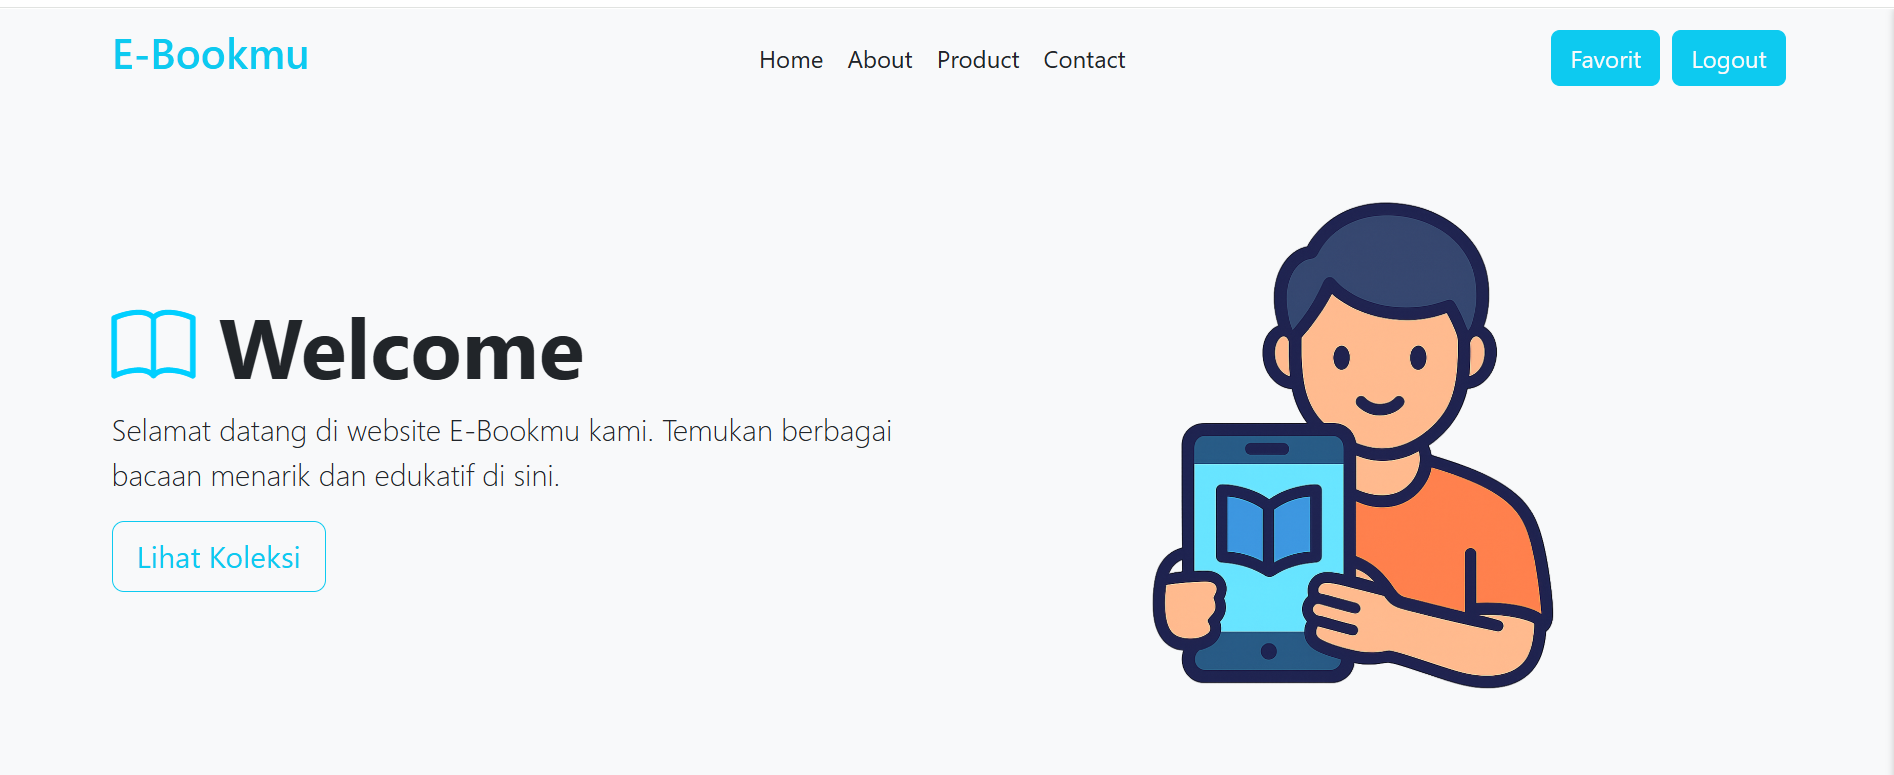 E-Bookmu
Home About Product Contact
Favorit Logout
Welcome
Selamat datang di website E-Bookmu kami. Temukan berbagai
bacaan menarik dan edukatif di sini.
Lihat Koleksi